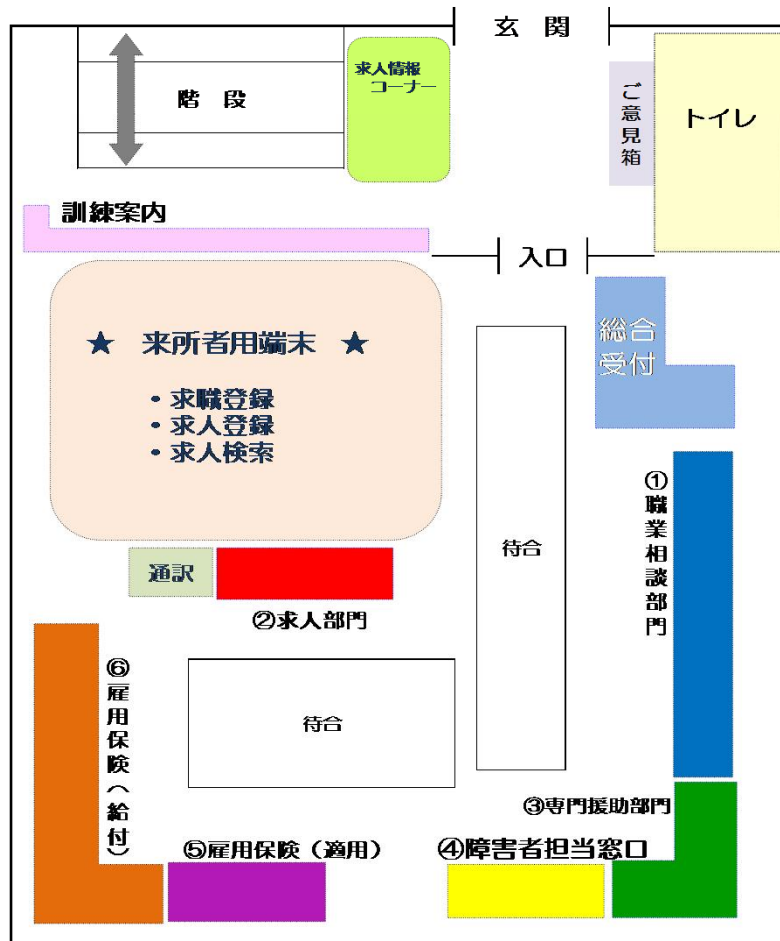 玄　関
階　段
求人情報
コーナー
ご意見箱
トイレ
訓練案内
入口
総合
受付
★　来所者用端末　★
・求職登録
・求人登録
・求人検索
①職業相談部門
待合
通訳
②求人部門
⑥雇用保険（給付）
待合
③専門援助部門
⑤雇用保険（適用）
④障害者担当窓口